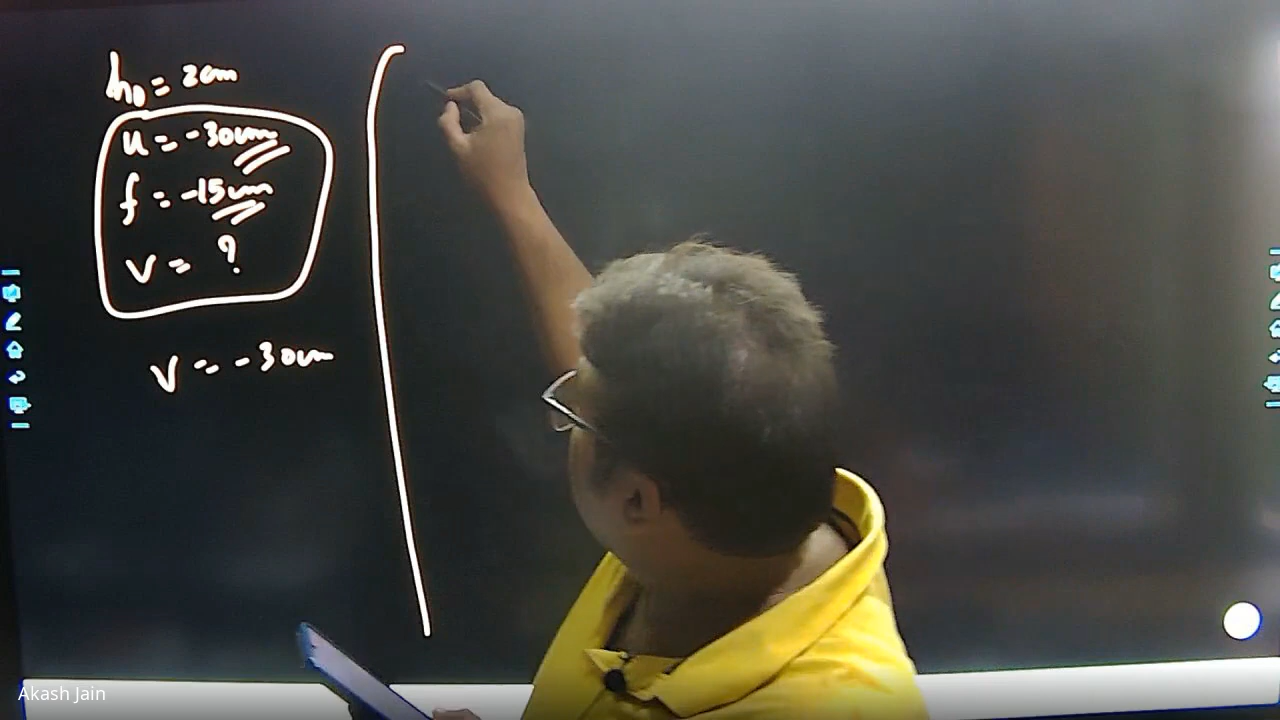 h₀ = 2cm
u = -30cm
f = -15cm
v = ?
v = -30cm
Akash Jain